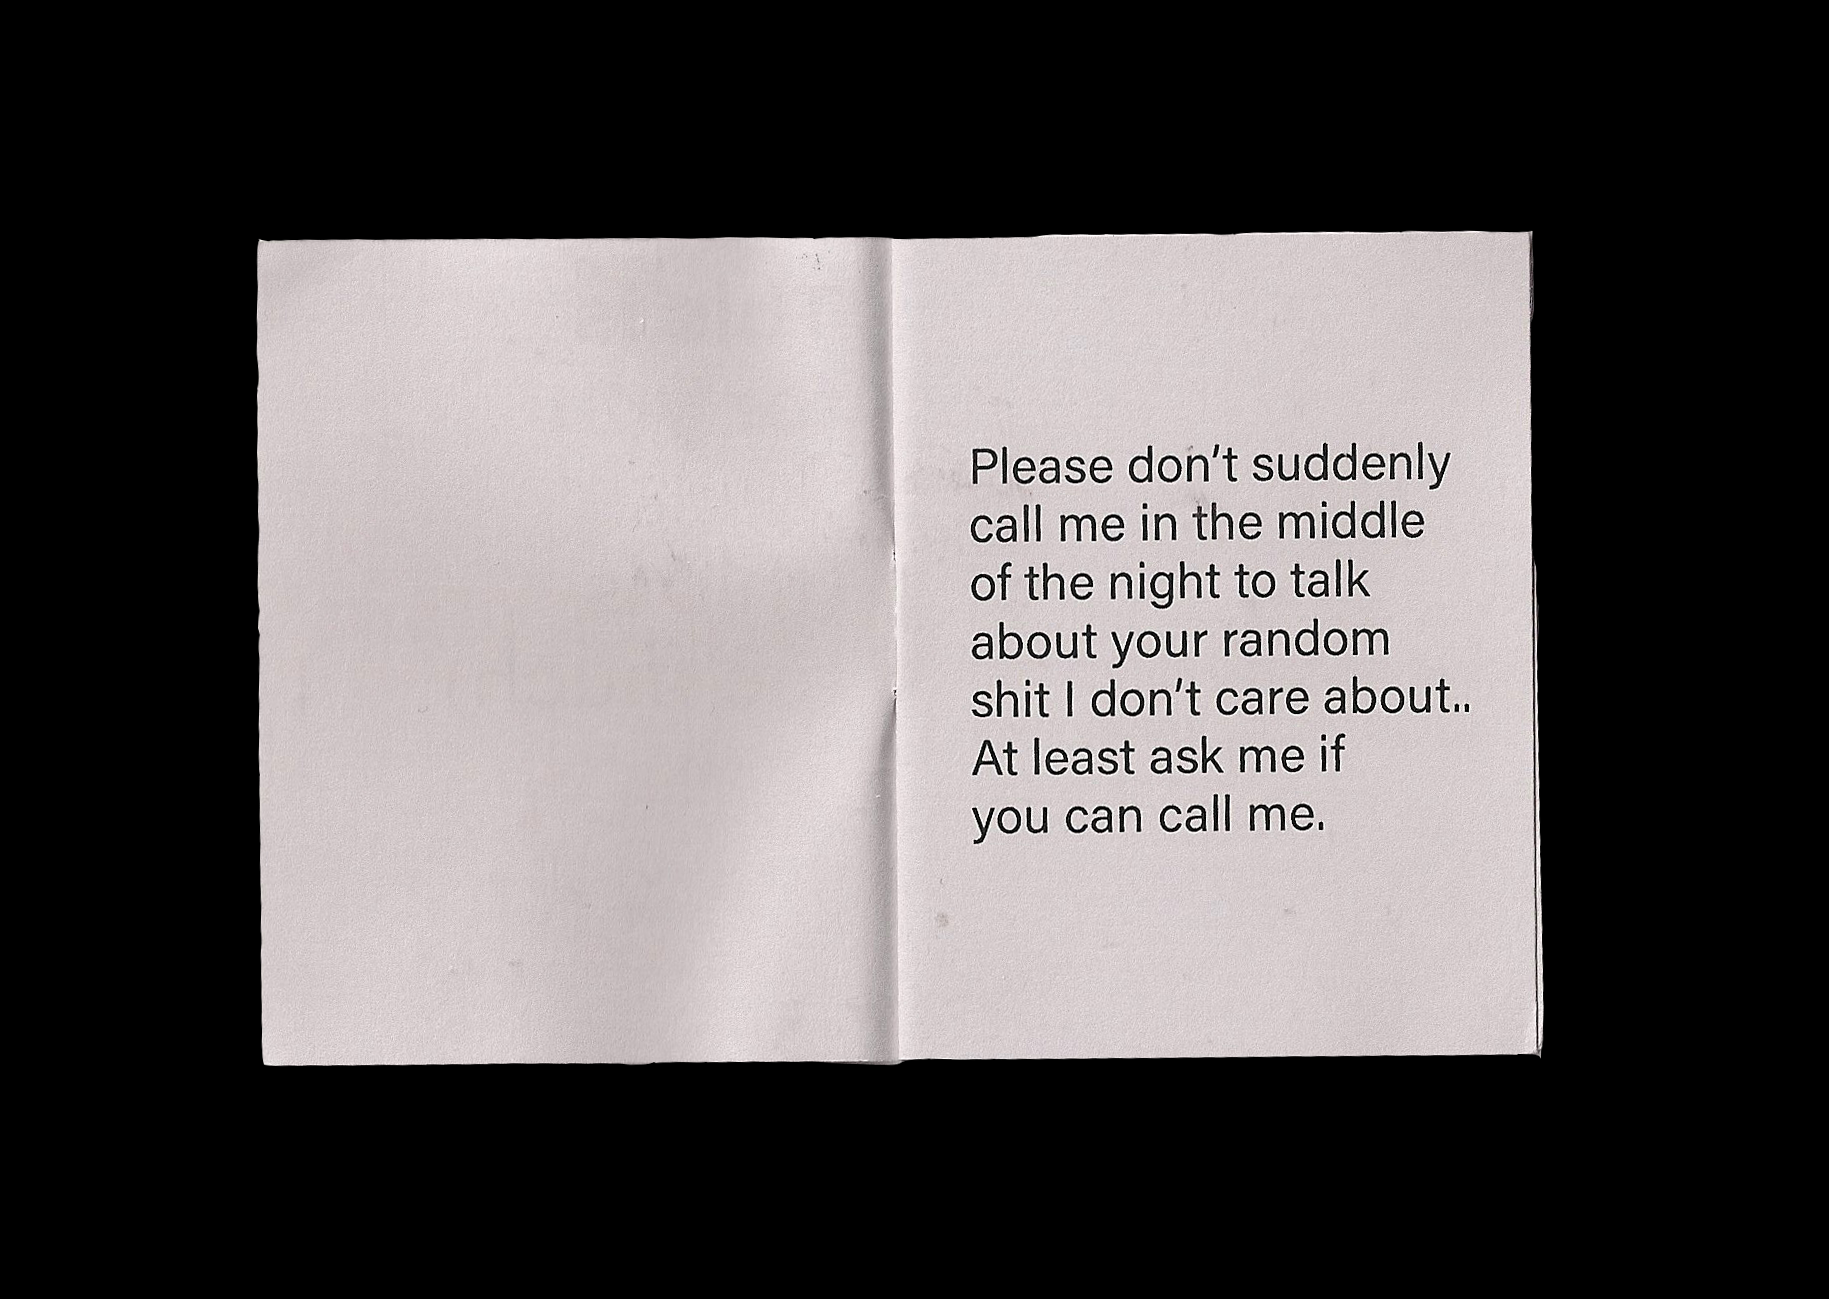 Please don't suddenly
call me in the middle
of the night to talk
about your random
shit I don't care about..
At least ask me if
you can call me.